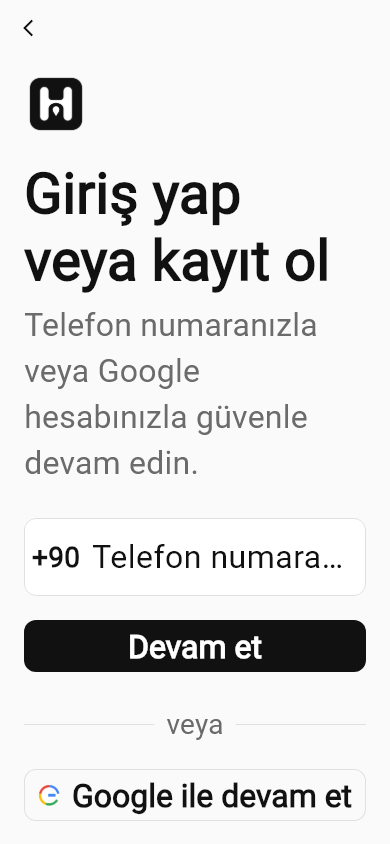 Giriş yap
veya kayıt ol
Telefon numaranızla
veya Google
hesabınızla güvenle
devam edin.
+90 Telefon numara...
Devam et
veya
Google ile devam et